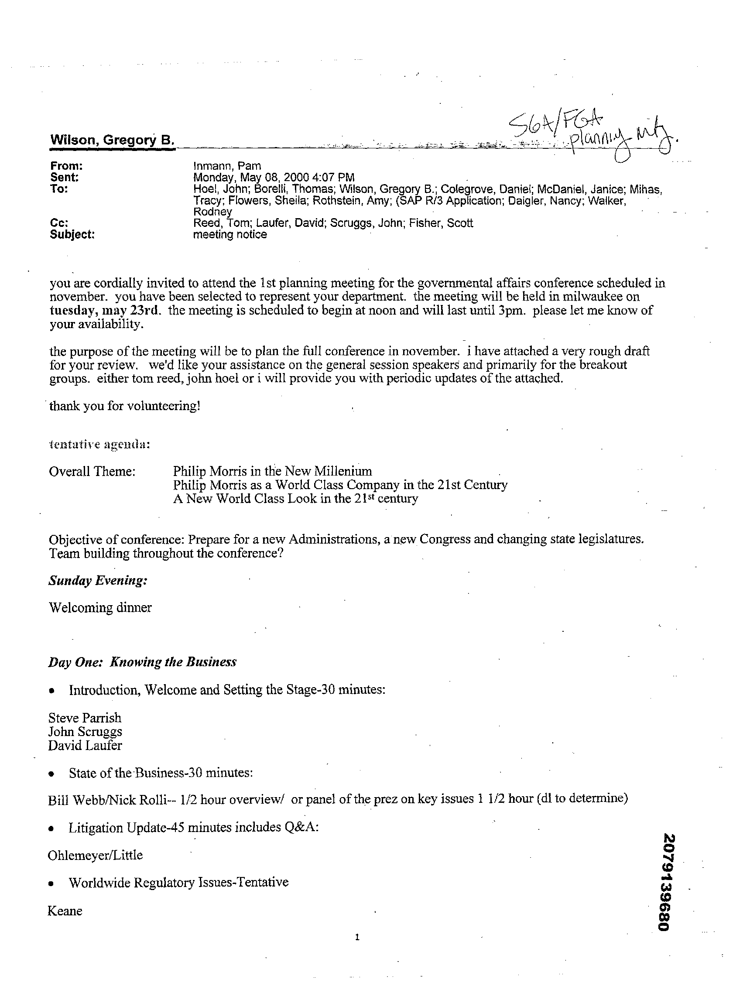 SGA/FGA
planning mtg.
Wilson, Gregory B.
From: Inmann, Pam
Sent: Monday, May 08, 2000 4:07 PM
To: Hoel, John; Borelli, Thomas; Wilson, Gregory B.; Colegrove, Daniel; McDaniel, Janice; Mihas,
Tracy; Flowers, Sheila; Rothstein, Amy; (SAP R/3 Application; Daigler, Nancy; Walker,
Rodney
Cc: Reed, Tom; Laufer, David; Scruggs, John; Fisher, Scott
Subject: meeting notice
you are cordially invited to attend the 1st planning meeting for the governmental affairs conference scheduled in
november. you have been selected to represent your department. the meeting will be held in milwaukee on
tuesday, may 23rd. the meeting is scheduled to begin at noon and will last until 3pm. please let me know of
your availability.
the purpose of the meeting will be to plan the full conference in november. i have attached a very rough draft
for your review. we'd like your assistance on the general session speakers and primarily for the breakout
groups. either tom reed, john hoel or i will provide you with periodic updates of the attached.
thank you for volunteering!
tentative agenda:
Overall Theme: Philip Morris in the New Millenium
Philip Morris as a World Class Company in the 21st Century
A New World Class Look in the 21st century
Objective of conference: Prepare for a new Administrations, a new Congress and changing state legislatures.
Team building throughout the conference?
Sunday Evening:
Welcoming dinner
Day One: Knowing the Business
• Introduction, Welcome and Setting the Stage-30 minutes:
Steve Parrish
John Scruggs
David Laufer
• State of the Business-30 minutes:
Bill Webb/Nick Rolli-- 1/2 hour overview/ or panel of the prez on key issues 1 1/2 hour (dl to determine)
• Litigation Update-45 minutes includes Q&A:
Ohlemeyer/Little
• Worldwide Regulatory Issues-Tentative
Keane
1
2079139680